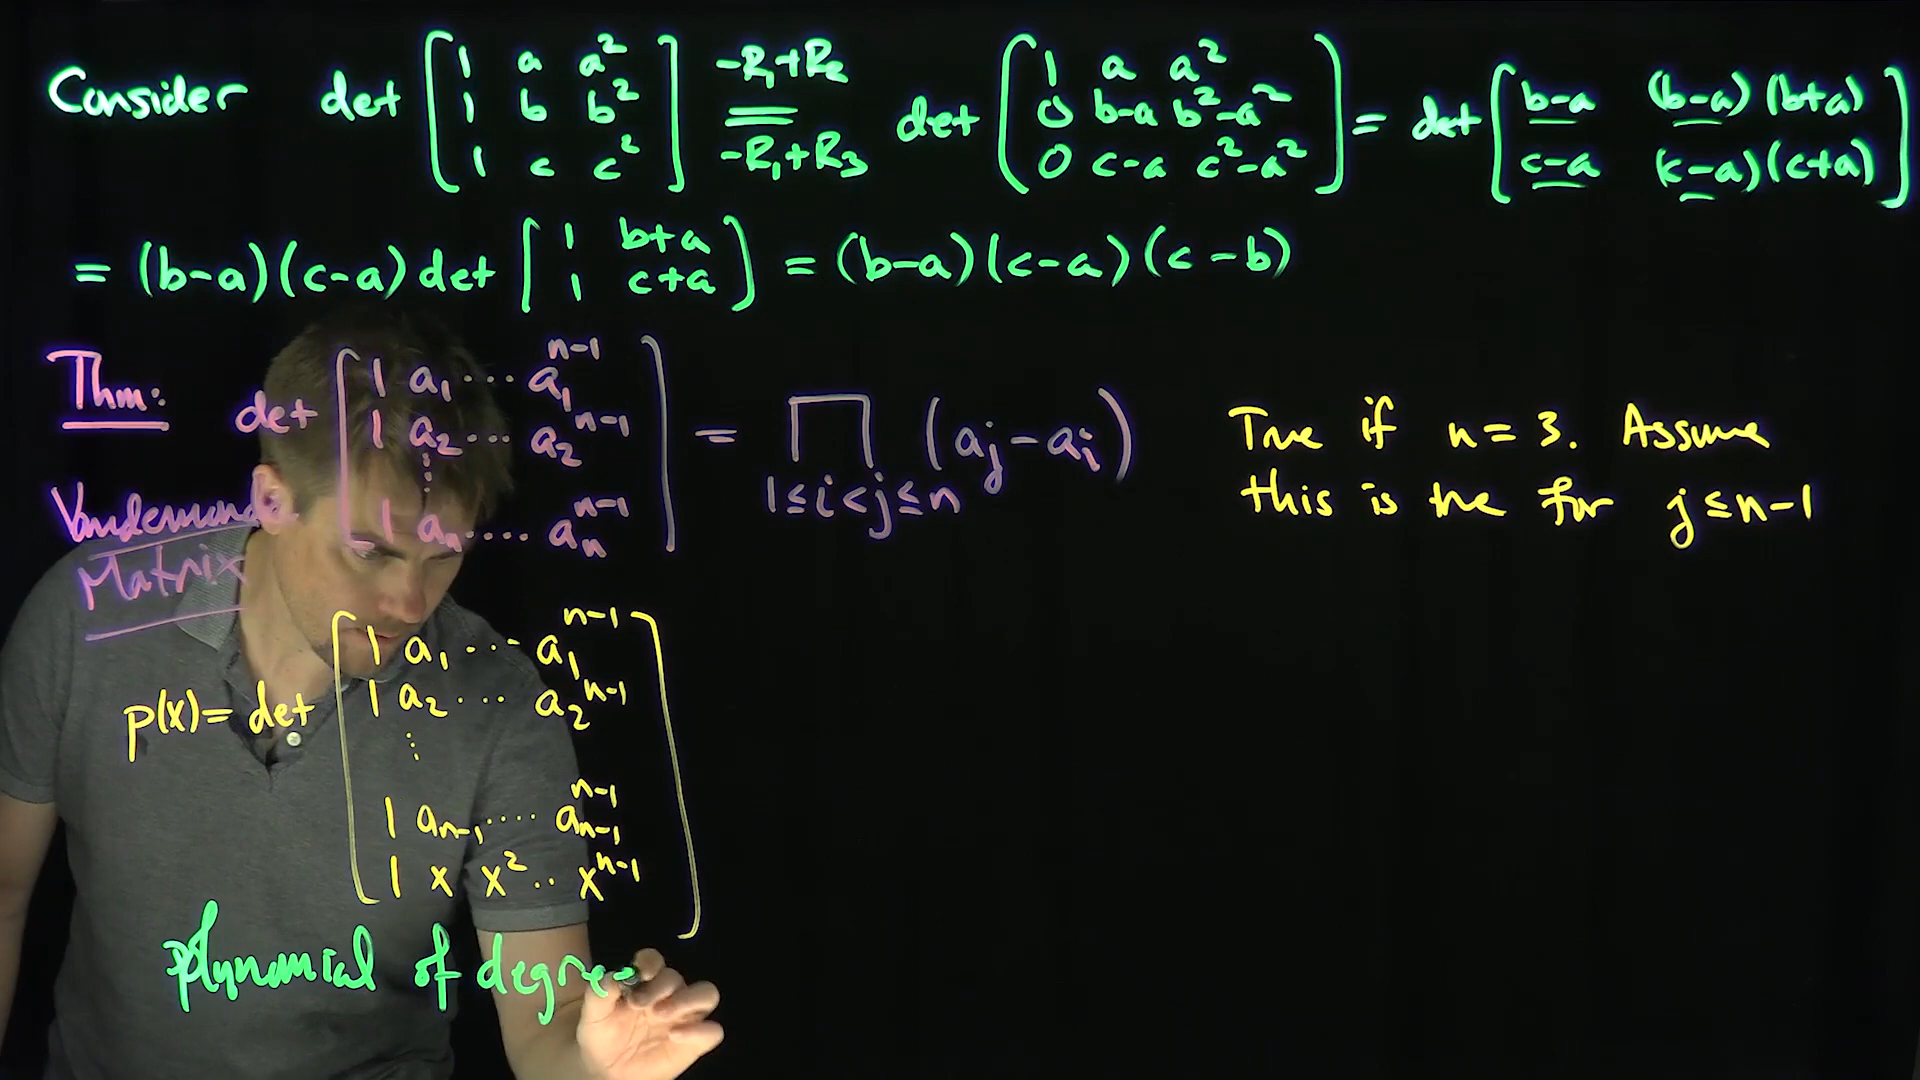 Consider det [1 a a² ; 1 b b² ; 1 c c²] =(-R₁+R₂, -R₁+R₃)= det [1 a a² ; 0 b-a b²-a² ; 0 c-a c²-a²] = det [b-a (b-a)(b+a) ; c-a (c-a)(c+a)]
= (b-a)(c-a) det [1 b+a ; 1 c+a] = (b-a)(c-a)(c-b)
Thm: det [1 a₁ ⋯ a₁ⁿ⁻¹ ; 1 a₂ ⋯ a₂ⁿ⁻¹ ; ⋮ ; 1 aₙ ⋯ aₙⁿ⁻¹] = ∏_{1≤i<j≤n} (aⱼ-aᵢ)
Vandermonde
Matrix
True if n=3. Assume
this is true for j≤n-1
p(x) = det [1 a₁ ⋯ a₁ⁿ⁻¹ ; 1 a₂ ⋯ a₂ⁿ⁻¹ ; ⋮ ; 1 aₙ₋₁ ⋯ aₙ₋₁ⁿ⁻¹ ; 1 x x² ‥ xⁿ⁻¹]
Polynomial of degree